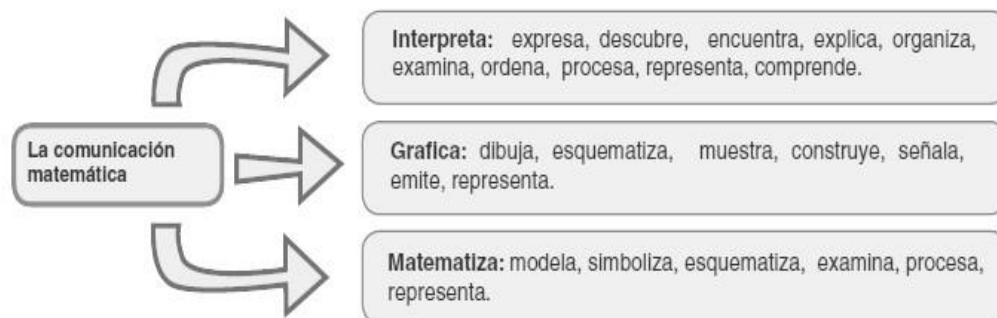 La comunicación
matemática
Interpreta: expresa, descubre, encuentra, explica, organiza,
examina, ordena, procesa, representa, comprende.
Grafica: dibuja, esquematiza, muestra, construye, señala,
emite, representa.
Matematiza: modela, simboliza, esquematiza, examina, procesa,
representa.